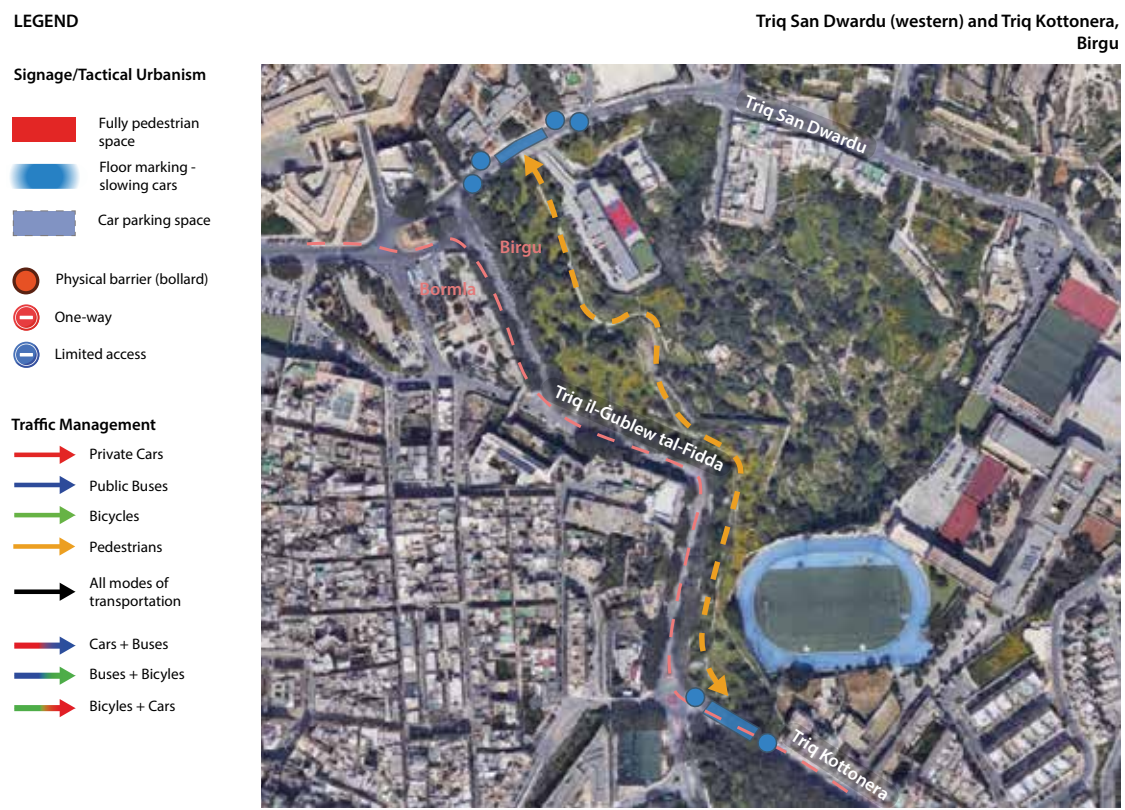 LEGEND
Triq San Dwardu (western) and Triq Kottonera,
Birgu
Signage/Tactical Urbanism
Fully pedestrian
space
Floor marking -
slowing cars
Car parking space
Physical barrier (bollard)
One-way
Limited access
Traffic Management
Private Cars
Public Buses
Bicycles
Pedestrians
All modes of
transportation
Cars + Buses
Buses + Bicyles
Bicyles + Cars
Triq San Dwardu
Birgu
Bormla
Triq il-Ġublew tal-Fidda
Triq Kottonera